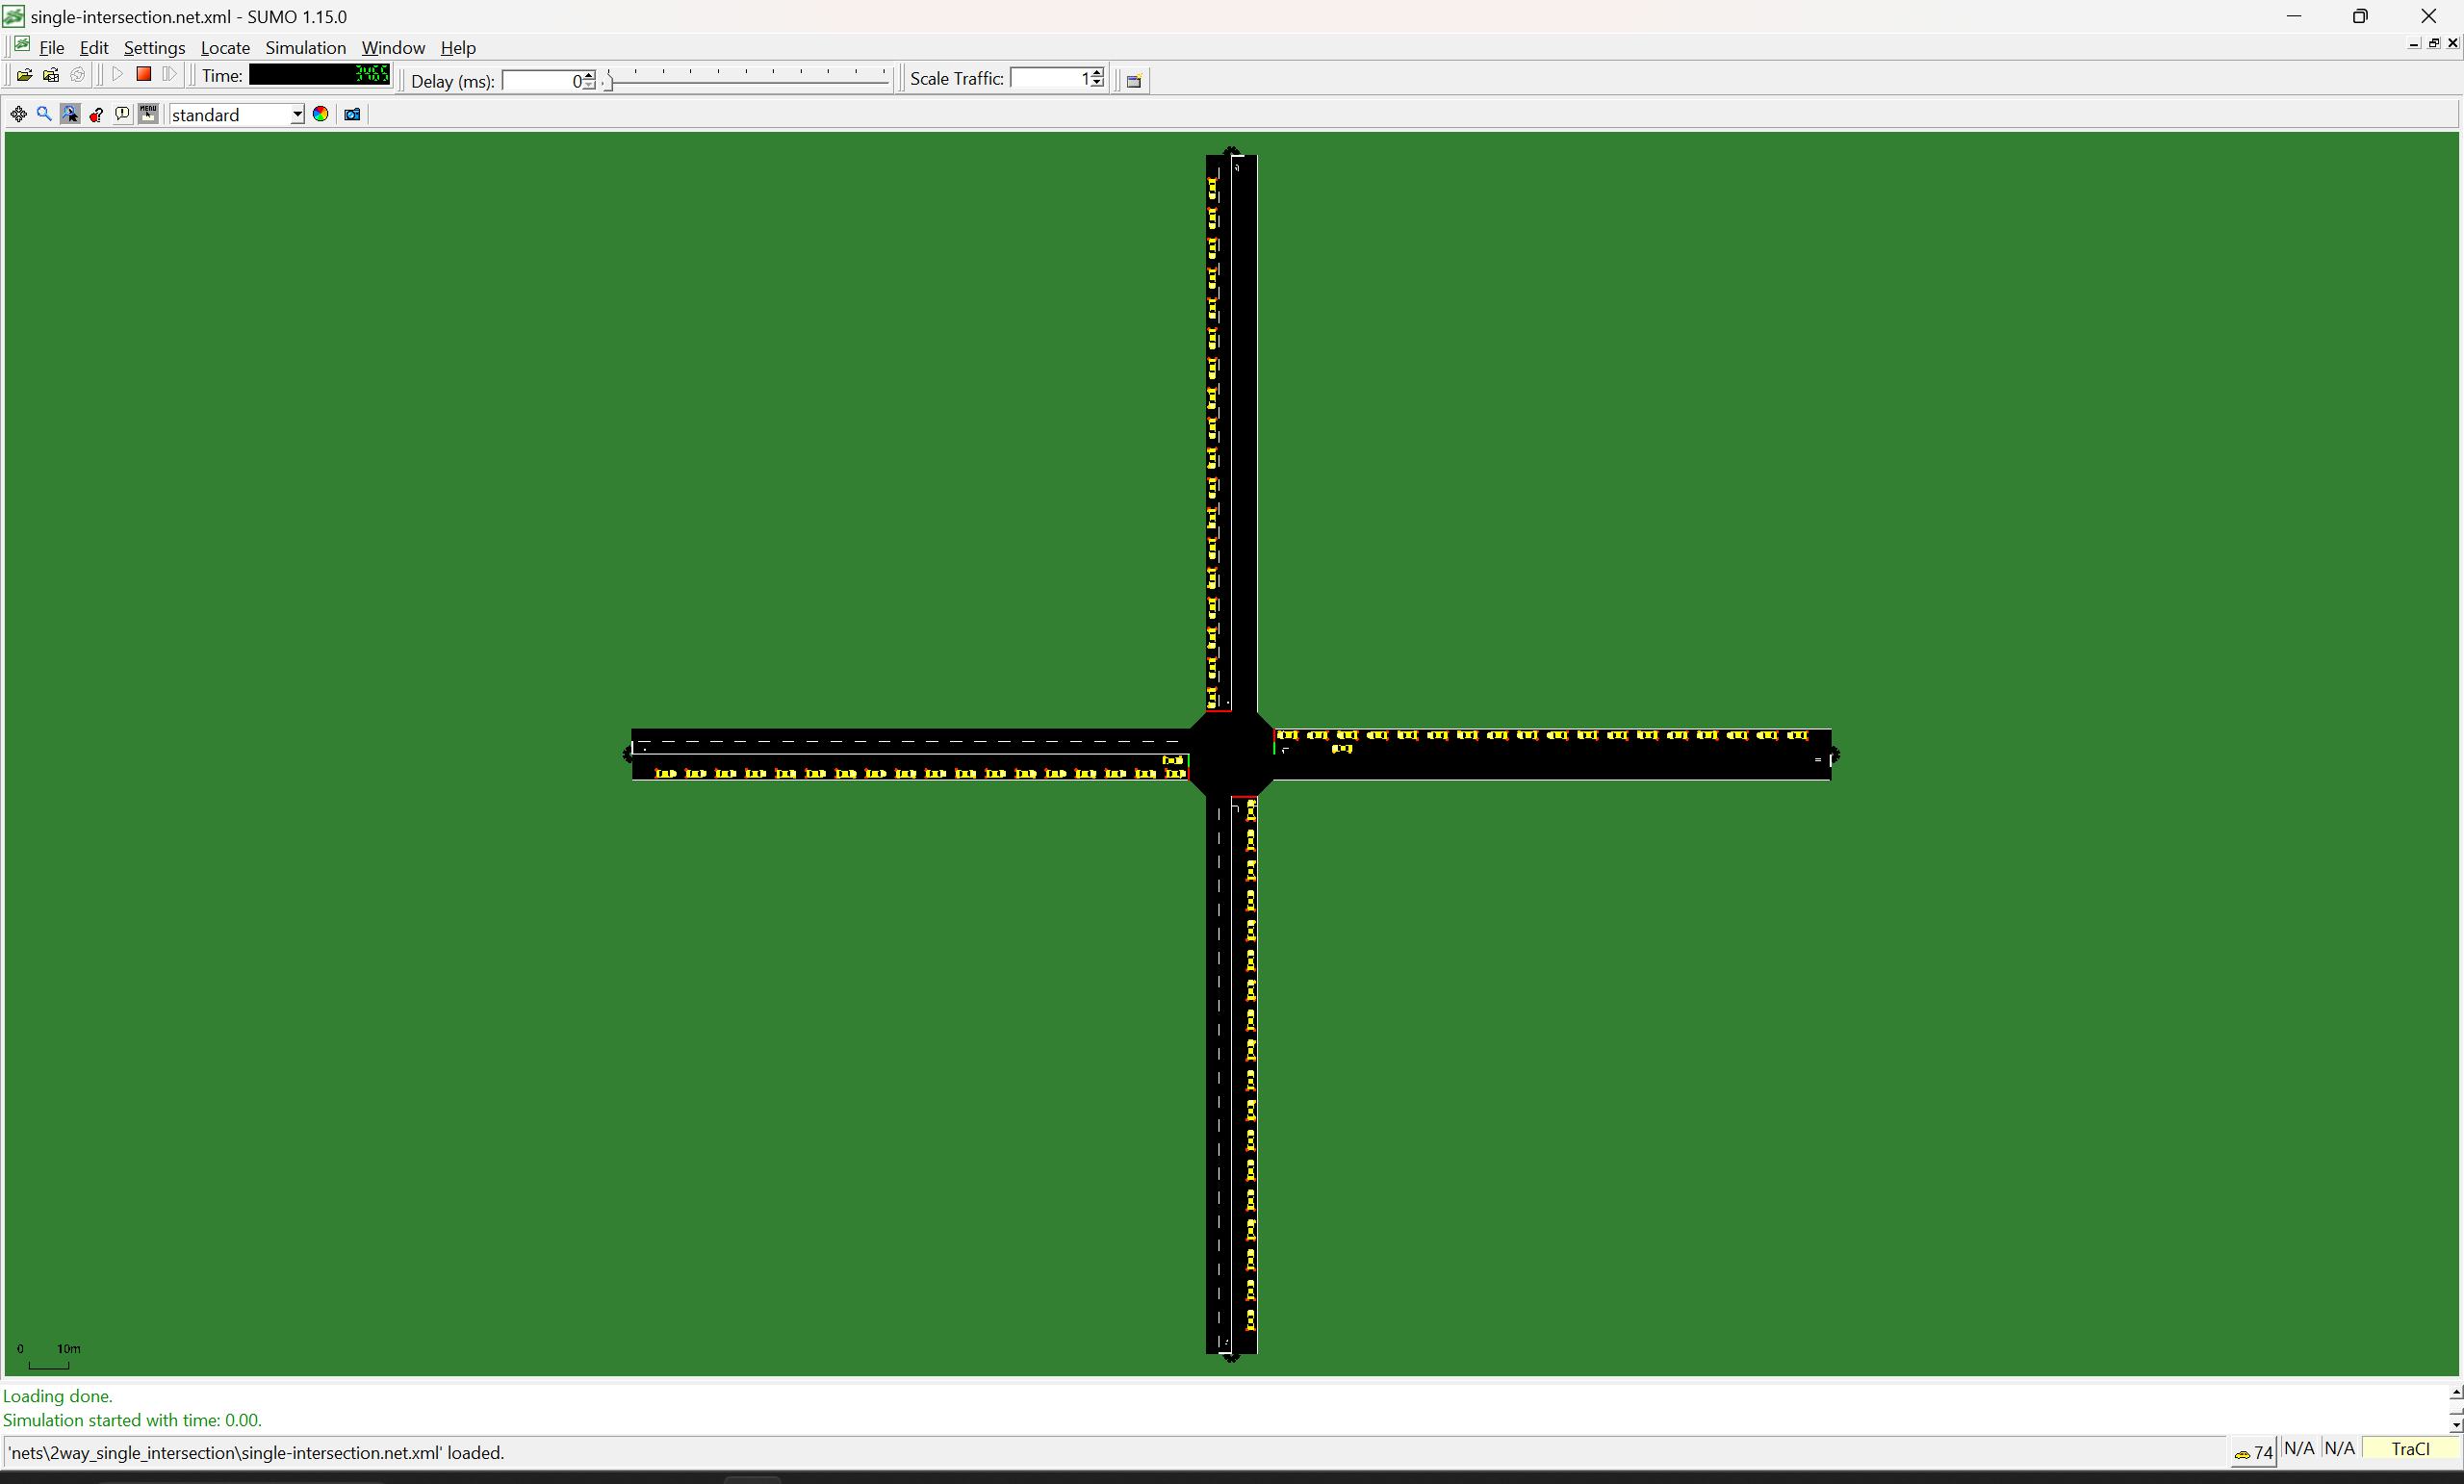 single-intersection.net.xml - SUMO 1.15.0
File Edit Settings Locate Simulation Window Help
Time: 3465 Delay (ms): 0 Scale Traffic: 1
MENU standard
0 10m
Loading done.
Simulation started with time: 0.00.
'nets\2way_single_intersection\single-intersection.net.xml' loaded. 74 N/A N/A TraCI